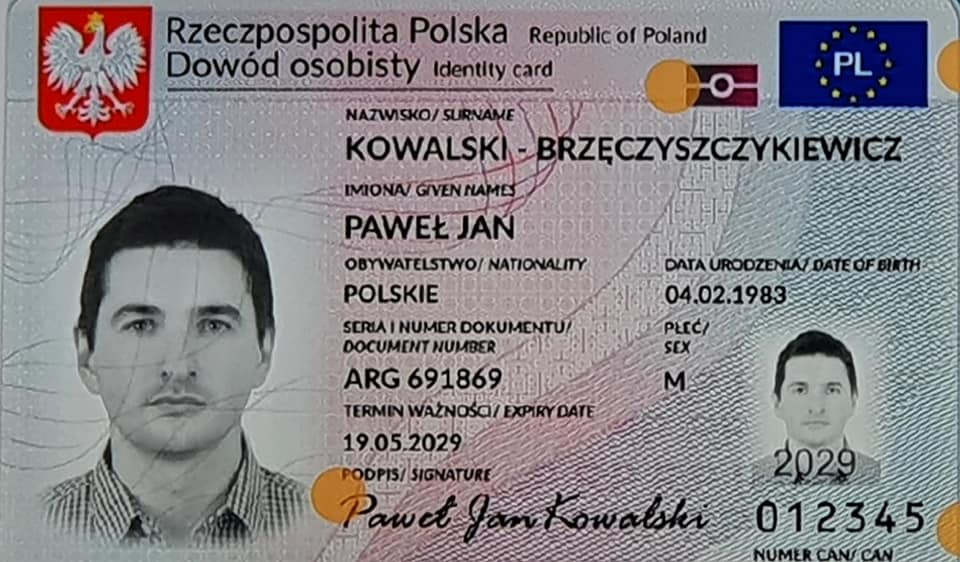 Rzeczpospolita Polska Republic of Poland
Dowód osobisty Identity card
PL
NAZWISKO/ SURNAME
KOWALSKI - BRZĘCZYSZCZYKIEWICZ
IMIONA/ GIVEN NAMES
PAWEŁ JAN
OBYWATELSTWO/ NATIONALITY
DATA URODZENIA/ DATE OF BIRTH
POLSKIE
04.02.1983
SERIA I NUMER DOKUMENTU/
DOCUMENT NUMBER
PŁEĆ/
SEX
ARG 691869
M
TERMIN WAŻNOŚCI/ EXPIRY DATE
19.05.2029
2029
PODPIS/ SIGNATURE
Paweł Jan Kowalski
012345
NUMER CAN/ CAN